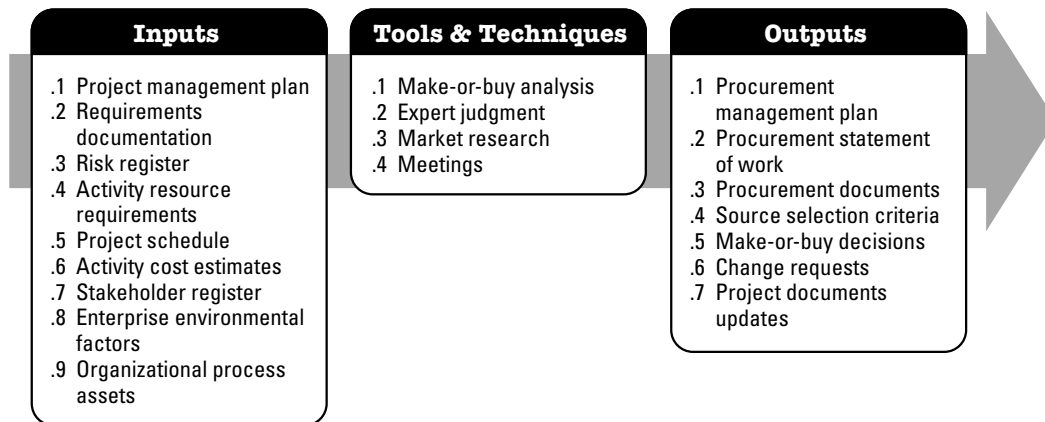 Inputs
.1 Project management plan
.2 Requirements
documentation
.3 Risk register
.4 Activity resource
requirements
.5 Project schedule
.6 Activity cost estimates
.7 Stakeholder register
.8 Enterprise environmental
factors
.9 Organizational process
assets
Tools & Techniques
.1 Make-or-buy analysis
.2 Expert judgment
.3 Market research
.4 Meetings
Outputs
.1 Procurement
management plan
.2 Procurement statement
of work
.3 Procurement documents
.4 Source selection criteria
.5 Make-or-buy decisions
.6 Change requests
.7 Project documents
updates